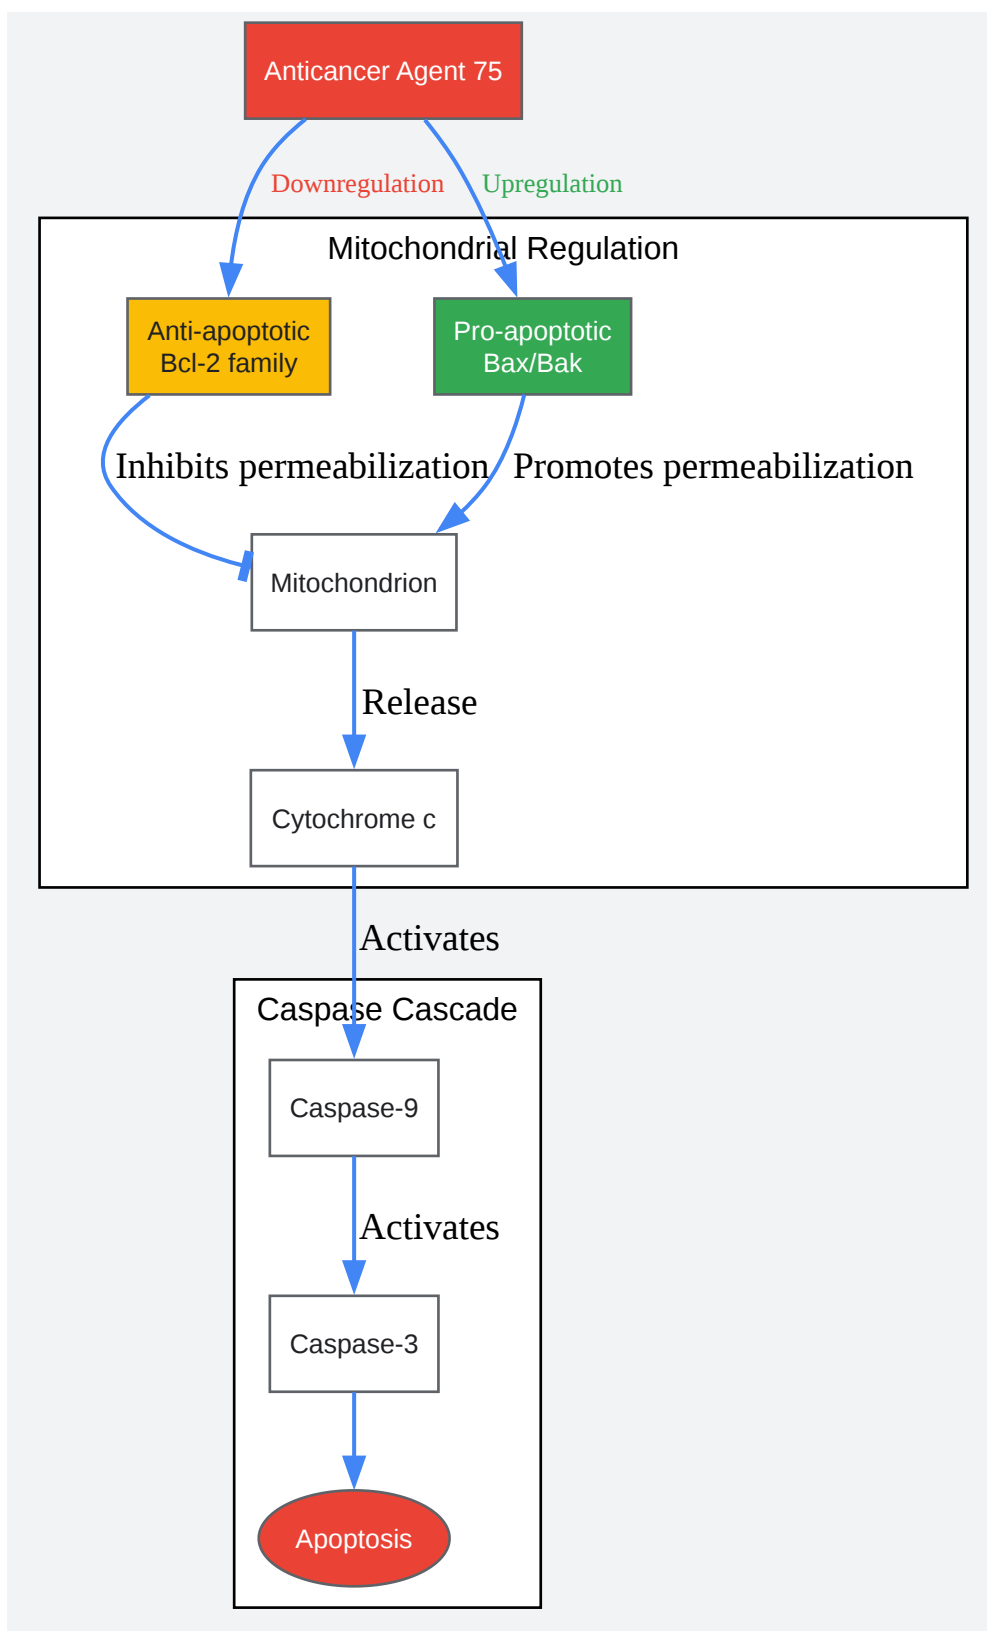 Anticancer Agent 75
Downregulation
Upregulation
Mitochondrial Regulation
Anti-apoptotic
Bcl-2 family
Pro-apoptotic
Bax/Bak
Inhibits permeabilization
Promotes permeabilization
Mitochondrion
Release
Cytochrome c
Activates
Caspase Cascade
Caspase-9
Activates
Caspase-3
Apoptosis